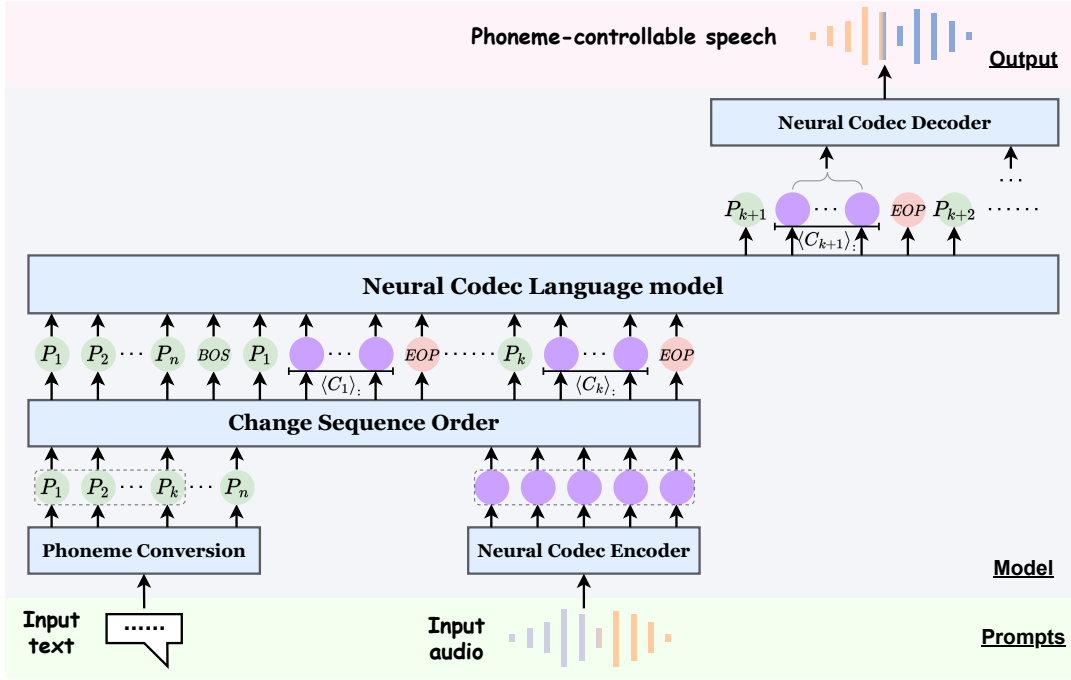 Phoneme-controllable speech
Output
Neural Codec Decoder
......
P_{k+1} ... EOP P_{k+2} ......
⟨C_{k+1}⟩:
Neural Codec Language model
P_1 P_2 ... P_n BOS P_1 ... EOP ...... P_k ... EOP
⟨C_1⟩: ⟨C_k⟩:
Change Sequence Order
P_1 P_2 ... P_k ... P_n
Phoneme Conversion Neural Codec Encoder
Model
Input
text
......
Input
audio
Prompts